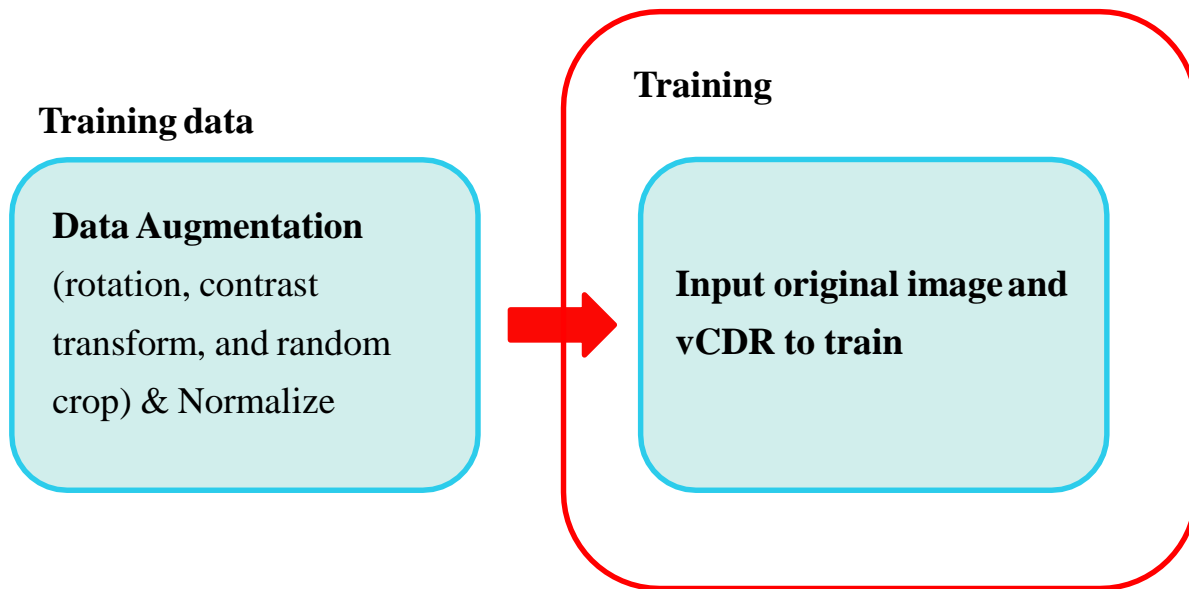 Training data
Data Augmentation
(rotation, contrast
transform, and random
crop) & Normalize
Training
Input original image and
vCDR to train